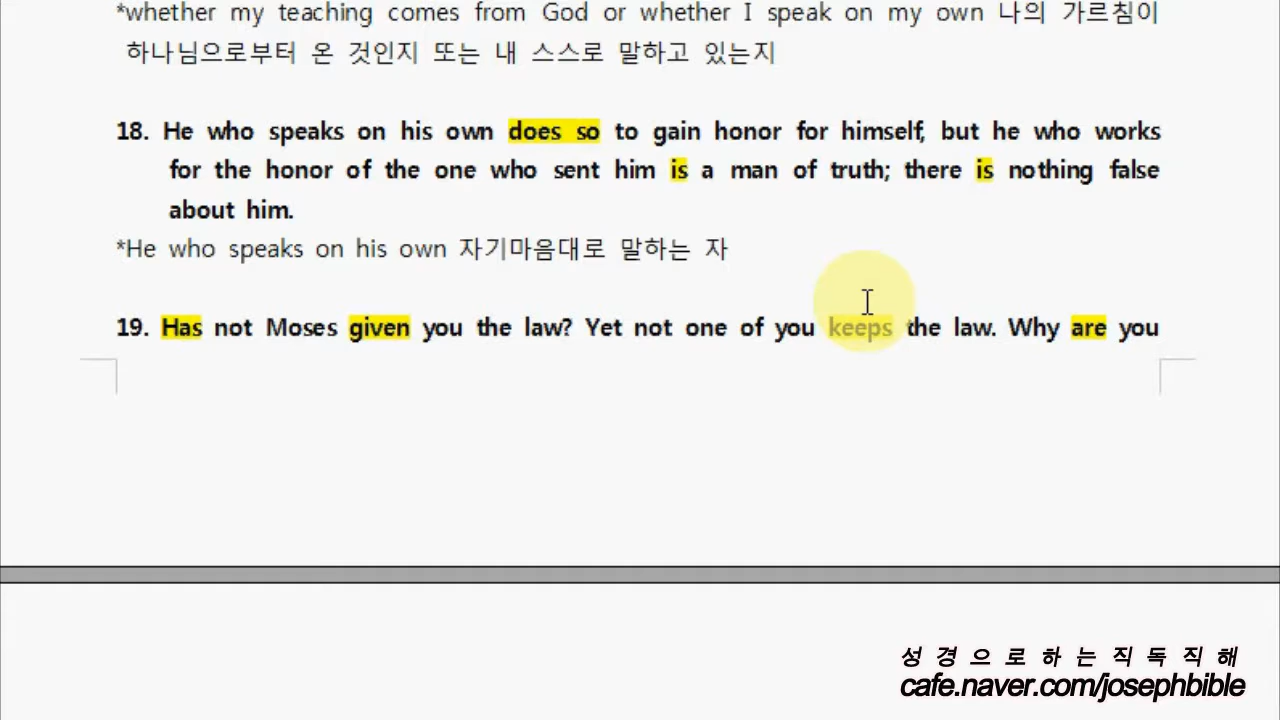 *whether my teaching comes from God or whether I speak on my own 나의 가르침이
하나님으로부터 온 것인지 또는 내 스스로 말하고 있는지
18. He who speaks on his own does so to gain honor for himself, but he who works
for the honor of the one who sent him is a man of truth; there is nothing false
about him.
*He who speaks on his own 자기마음대로 말하는 자
19. Has not Moses given you the law? Yet not one of you keeps the law. Why are you
성경으로하는직독직해
cafe.naver.com/josephbible